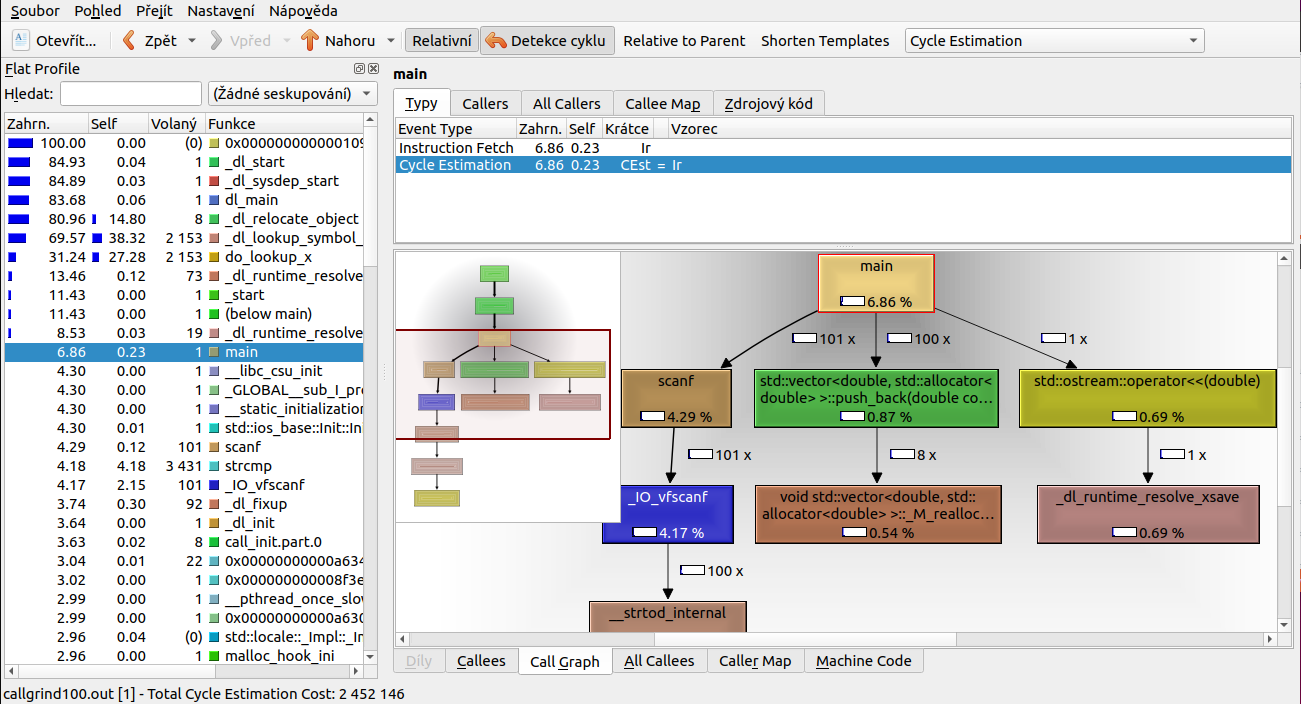 Soubor Pohled Přejít Nastavení Nápověda
Otevřít... Zpět Vpřed Nahoru Relativní Detekce cyklu Relative to Parent Shorten Templates Cycle Estimation
Flat Profile
Hledat: (Žádné seskupování)
Zahrn. Self Volaný Funkce
100.00 0.00 (0) 0x000000000000109
84.93 0.04 1 _dl_start
84.89 0.03 1 _dl_sysdep_start
83.68 0.06 1 dl_main
80.96 14.80 8 _dl_relocate_object
69.57 38.32 2 153 _dl_lookup_symbol_
31.24 27.28 2 153 do_lookup_x
13.46 0.12 73 _dl_runtime_resolve
11.43 0.00 1 _start
11.43 0.00 1 (below main)
8.53 0.03 19 _dl_runtime_resolve
6.86 0.23 1 main
4.30 0.00 1 __libc_csu_init
4.30 0.00 1 _GLOBAL__sub_I_pr
4.30 0.00 1 __static_initialization
4.30 0.01 1 std::ios_base::Init::Ini
4.29 0.12 101 scanf
4.18 4.18 3 431 strcmp
4.17 2.15 101 _IO_vfscanf
3.74 0.30 92 _dl_fixup
3.64 0.00 1 _dl_init
3.63 0.02 8 call_init.part.0
3.04 0.01 22 0x00000000000a634
3.02 0.00 1 0x000000000008f3e
2.99 0.00 1 __pthread_once_slow
2.99 0.00 1 0x00000000000a630
2.96 0.04 (0) std::locale::_Impl::_Im
2.96 0.00 1 malloc_hook_ini
main
Typy Callers All Callers Callee Map Zdrojový kód
Event Type Zahrn. Self Krátce Vzorec
Instruction Fetch 6.86 0.23 Ir
Cycle Estimation 6.86 0.23 CEst = Ir
main
6.86 %
101 x 100 x 1 x
scanf
4.29 %
std::vector<double, std::allocator<
double> >::push_back(double co...
0.87 %
std::ostream::operator<<(double)
0.69 %
101 x 8 x 1 x
_IO_vfscanf
4.17 %
void std::vector<double, std::
allocator<double> >::_M_realloc...
0.54 %
_dl_runtime_resolve_xsave
0.69 %
100 x
__strtod_internal
Díly Callees Call Graph All Callees Caller Map Machine Code
callgrind100.out [1] - Total Cycle Estimation Cost: 2 452 146